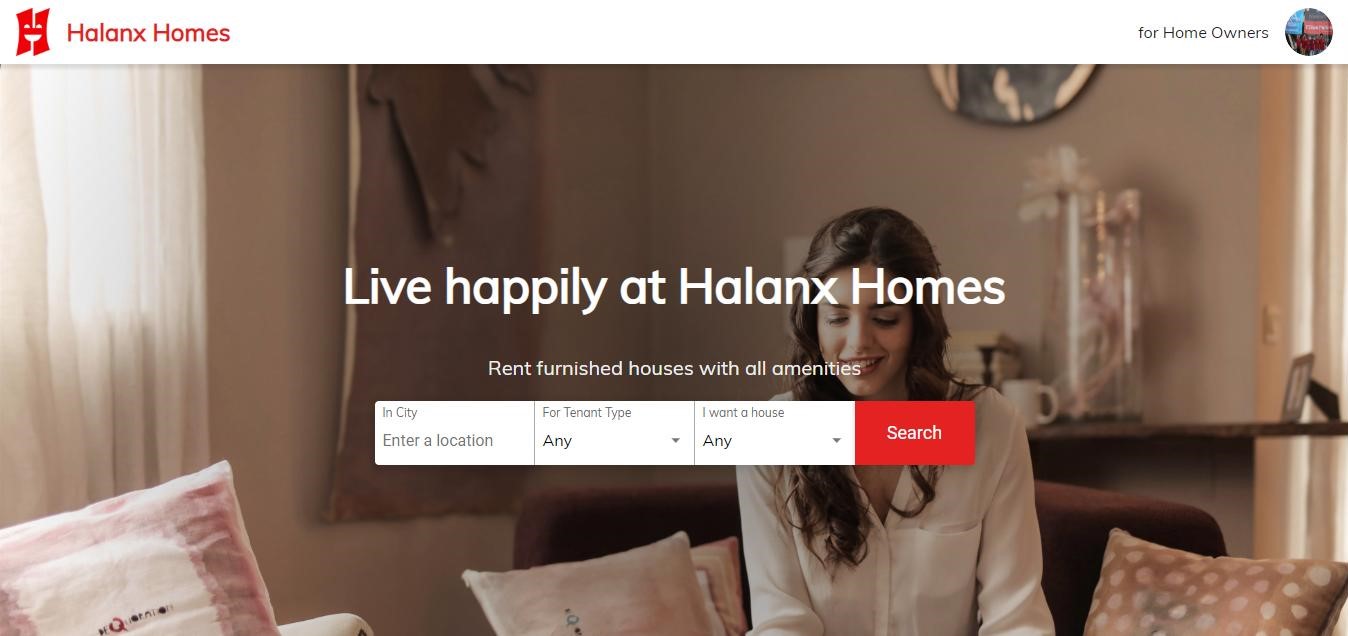 Halanx Homes
for Home Owners
Live happily at Halanx Homes
Rent furnished houses with all amenities
In City
For Tenant Type
I want a house
Enter a location
Any
Any
Search